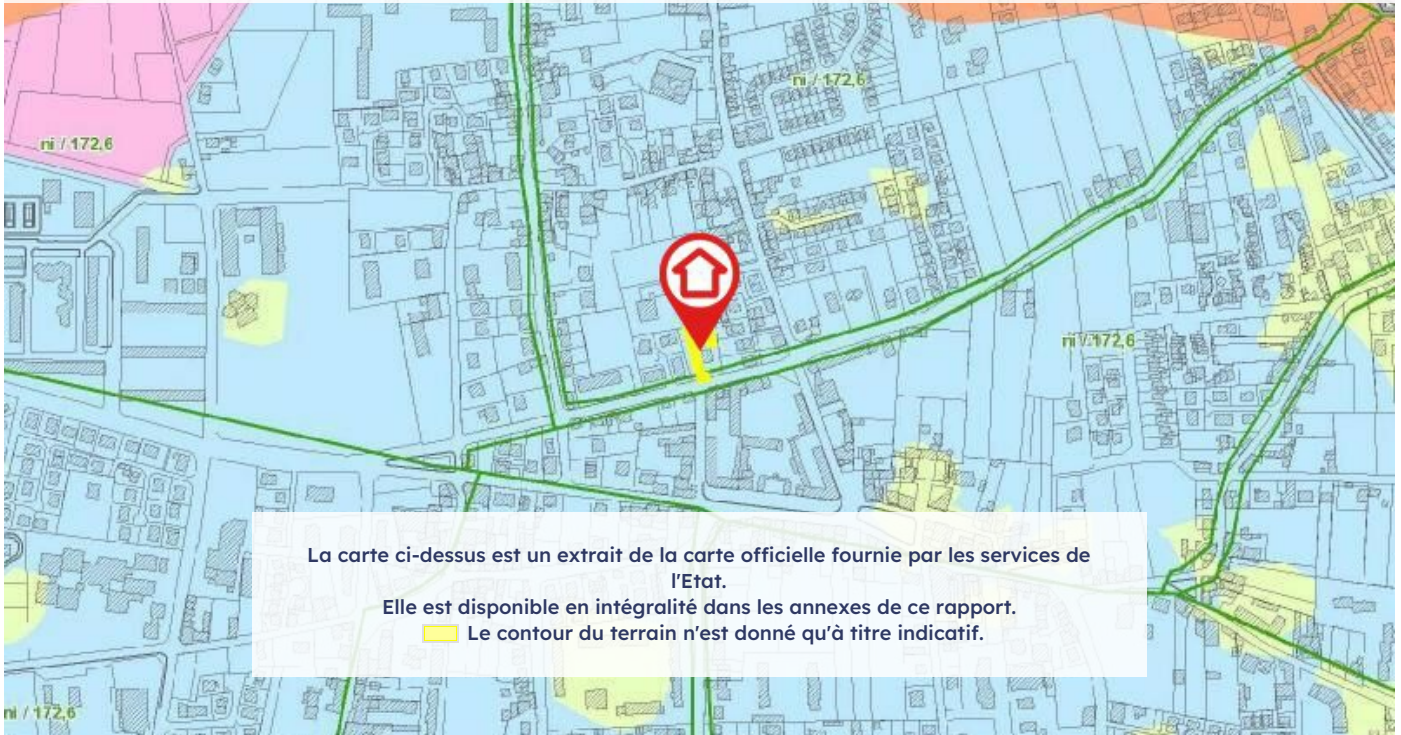 ni / 172,6
ni / 172,6
ni / 172,6
La carte ci-dessus est un extrait de la carte officielle fournie par les services de
l'Etat.
Elle est disponible en intégralité dans les annexes de ce rapport.
Le contour du terrain n'est donné qu'à titre indicatif.
ni / 172,6